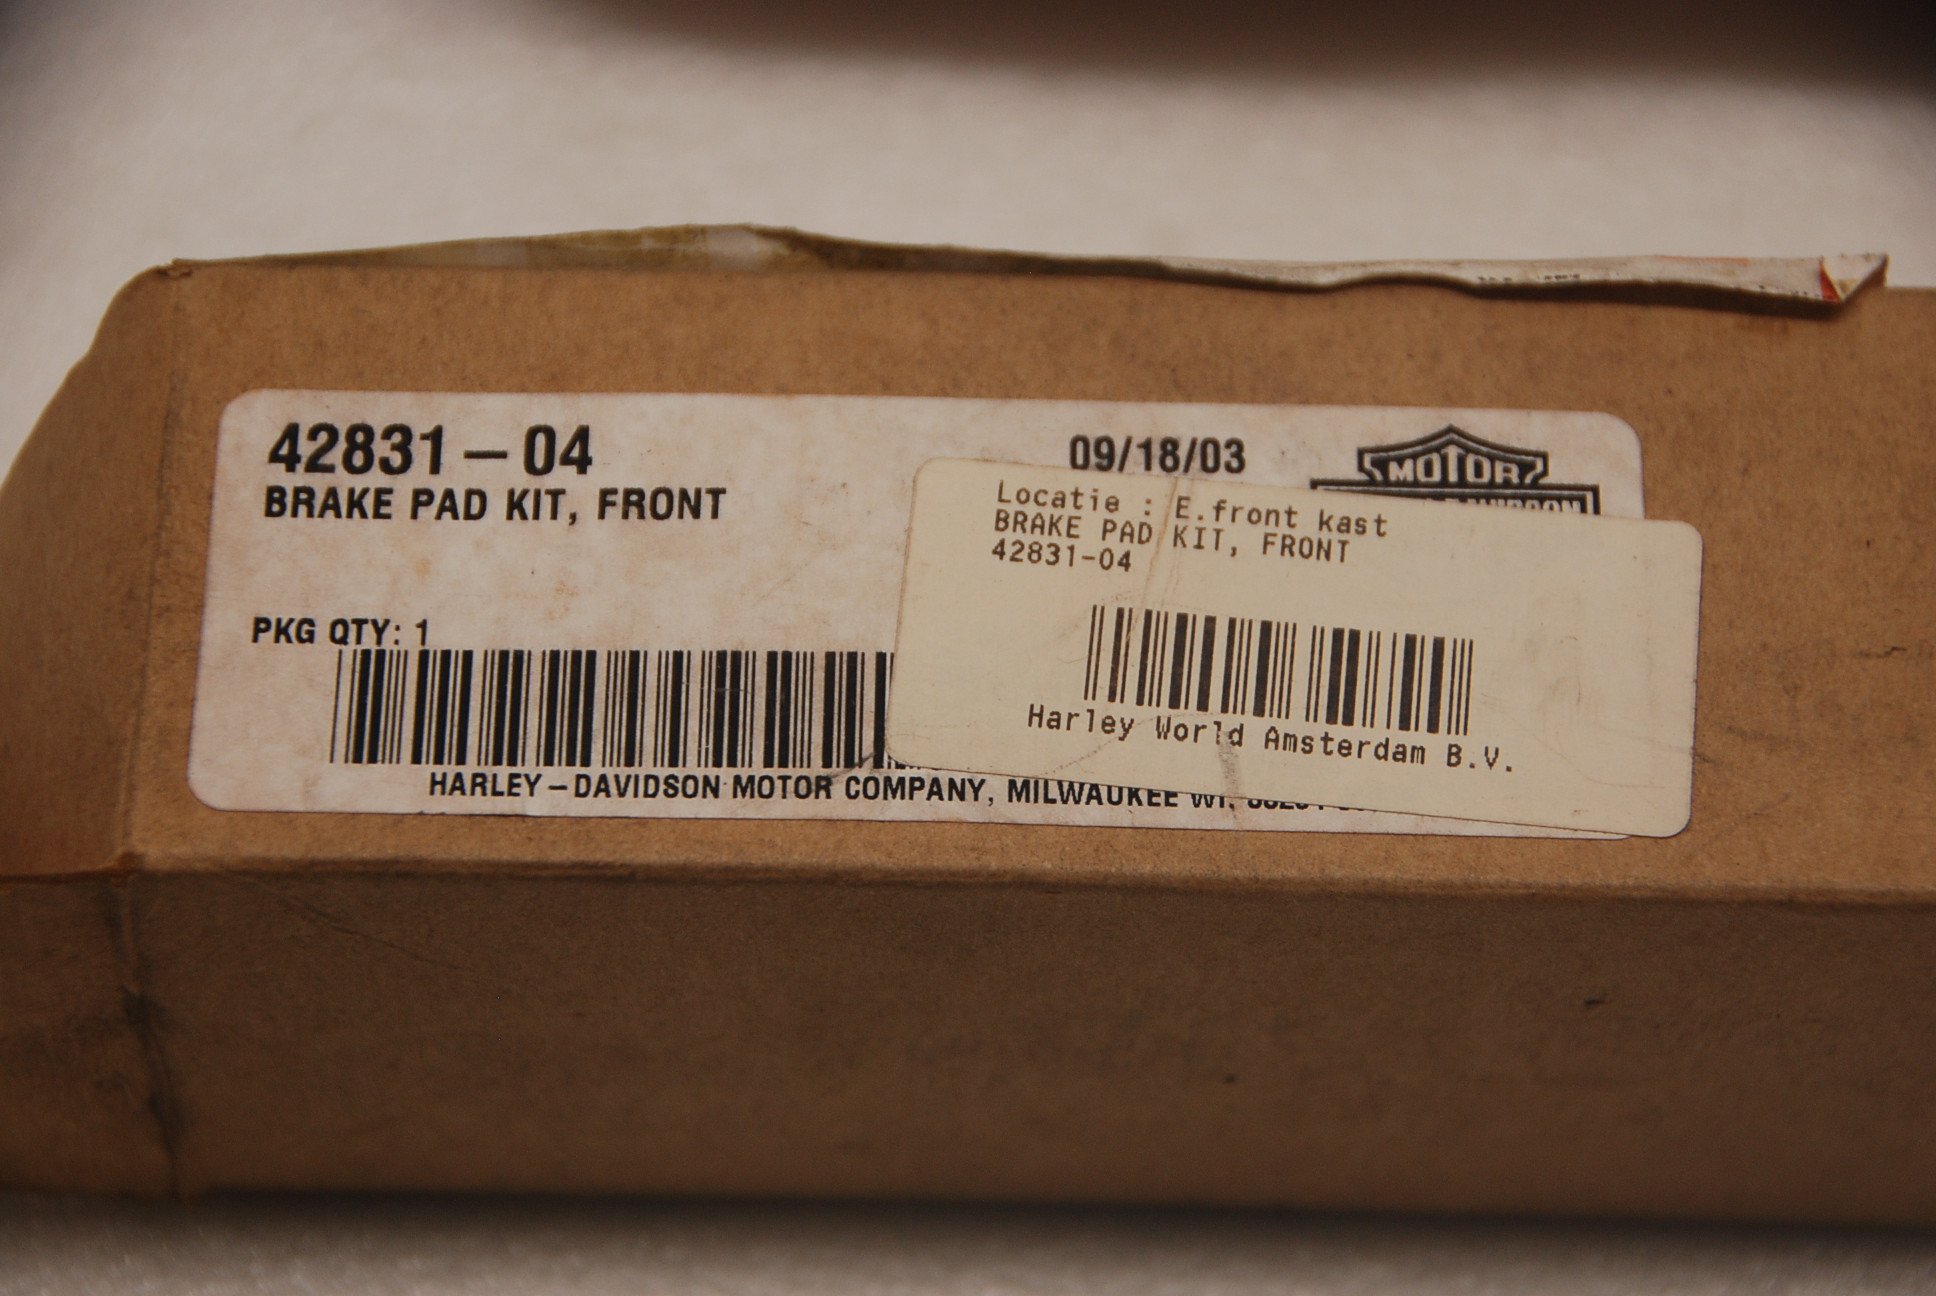 42831-04
09/18/03
BRAKE PAD KIT, FRONT
MOTOR
PKG QTY: 1
HARLEY-DAVIDSON MOTOR COMPANY, MILWAUKEE WI.
Locatie : E.front kast
BRAKE PAD KIT, FRONT
42831-04
Harley World Amsterdam B.V.